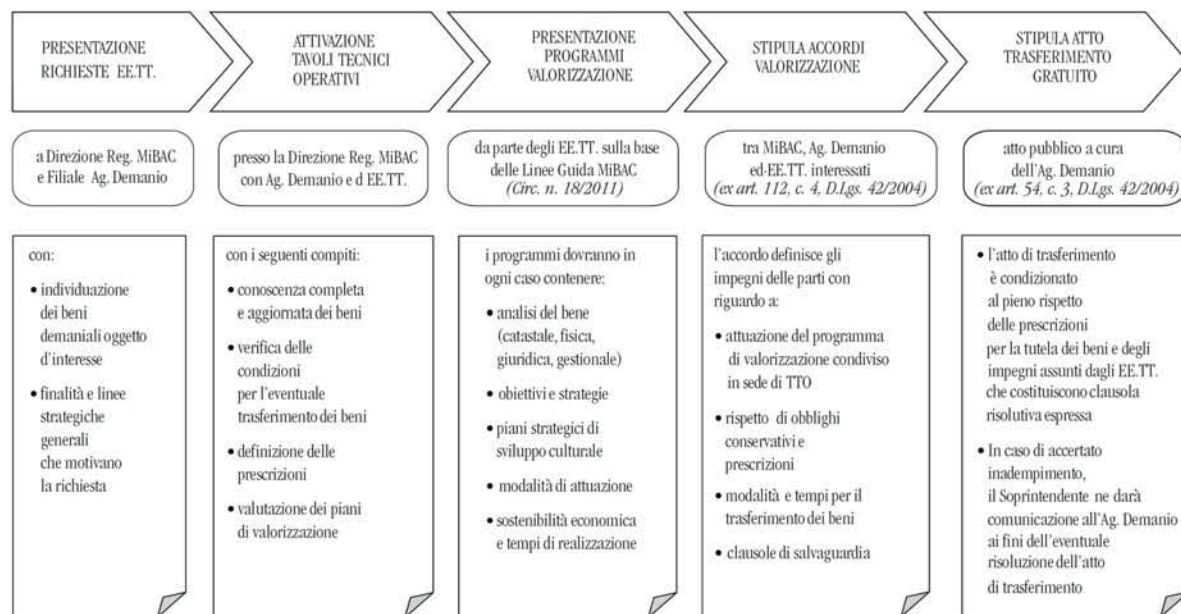 PRESENTAZIONE
RICHIESTE EE.TT.
ATTIVAZIONE
TAVOLI TECNICI
OPERATIVI
PRESENTAZIONE
PROGRAMMI
VALORIZZAZIONE
STIPULA ACCORDI
VALORIZZAZIONE
STIPULA ATTO
TRASFERIMENTO
GRATUITO
a Direzione Reg. MiBAC
e Filiale Ag. Demanio
presso la Direzione Reg. MiBAC
con Ag. Demanio e d EE.TT.
da parte degli EE.TT. sulla base
delle Linee Guida MiBAC
(Circ. n. 18/2011)
tra MiBAC, Ag. Demanio
ed-EE.TT. interessati
(ex art. 112, c. 4, D.Lgs. 42/2004)
atto pubblico a cura
dell'Ag. Demanio
(ex art. 54, c. 3, D.Lgs. 42/2004)
con:
• individuazione
dei beni
demaniali oggetto
d'interesse
• finalità e linee
strategiche
generali
che motivano
la richiesta
con i seguenti compiti:
• conoscenza completa
e aggiornata dei beni
• verifica delle
condizioni
per l'eventuale
trasferimento dei beni
• definizione delle
prescrizioni
• valutazione dei piani
di valorizzazione
i programmi dovranno in
ogni caso contenere:
• analisi del bene
(catastale, fisica,
giuridica, gestionale)
• obiettivi e strategie
• piani strategici di
sviluppo culturale
• modalità di attuazione
• sostenibilità economica
e tempi di realizzazione
l'accordo definisce gli
impegni delle parti con
riguardo a:
• attuazione del programma
di valorizzazione condiviso
in sede di TTO
• rispetto di obblighi
conservativi e
prescrizioni
• modalità e tempi per il
trasferimento dei beni
• clausole di salvaguardia
• l'atto di trasferimento
è condizionato
al pieno rispetto
delle prescrizioni
per la tutela dei beni e degli
impegni assunti dagli EE.TT.
che costituiscono clausola
risolutiva espressa
• In caso di accertato
inadempimento,
il Soprintendente ne darà
comunicazione all'Ag. Demanio
ai fini dell'eventuale
risoluzione dell'atto
di trasferimento